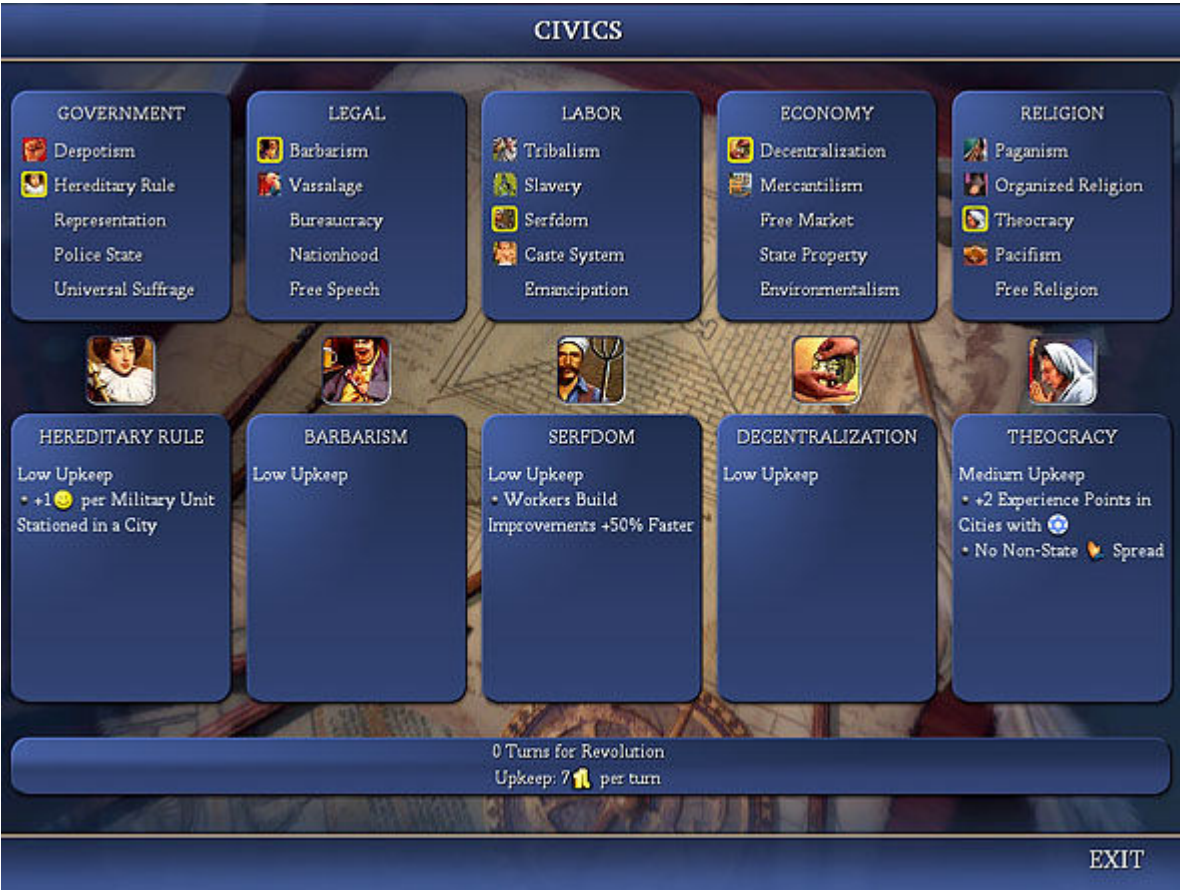 CIVICS
GOVERNMENT
Despotism
Hereditary Rule
Representation
Police State
Universal Suffrage
LEGAL
Barbarism
Vassalage
Bureaucracy
Nationhood
Free Speech
LABOR
Tribalism
Slavery
Serfdom
Caste System
Emancipation
ECONOMY
Decentralization
Mercantilism
Free Market
State Property
Environmentalism
RELIGION
Paganism
Organized Religion
Theocracy
Pacifism
Free Religion
HEREDITARY RULE
Low Upkeep
• +1 per Military Unit
Stationed in a City
BARBARISM
Low Upkeep
SERFDOM
Low Upkeep
• Workers Build
Improvements +50% Faster
DECENTRALIZATION
Low Upkeep
THEOCRACY
Medium Upkeep
• +2 Experience Points in
Cities with
• No Non-State Spread
0 Turns for Revolution
Upkeep: 7 per turn
EXIT